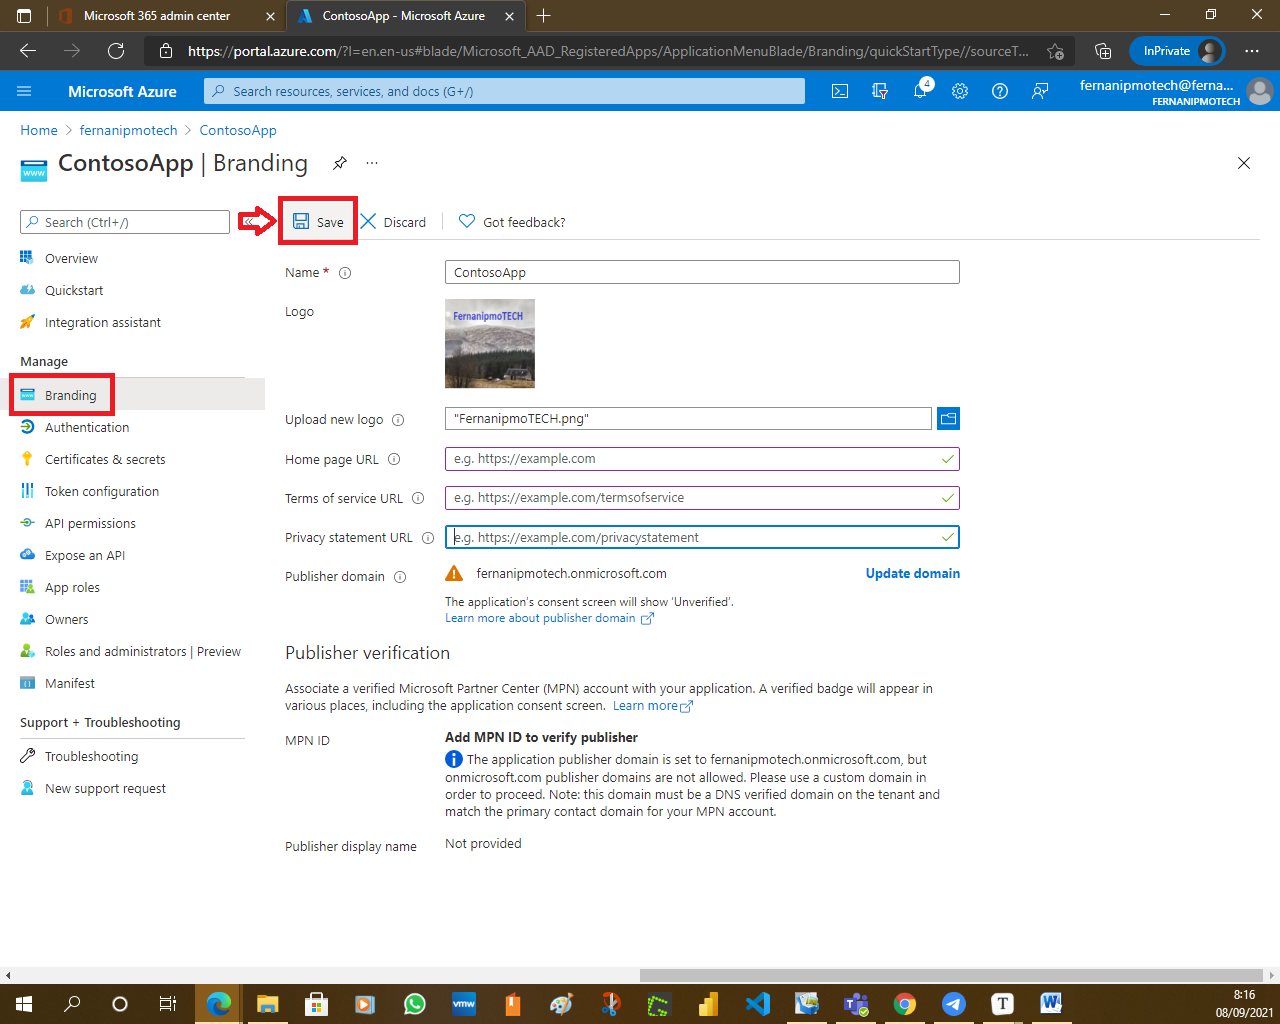 Microsoft 365 admin center
ContosoApp - Microsoft Azure
https://portal.azure.com/?l=en.en-us#blade/Microsoft_AAD_RegisteredApps/ApplicationMenuBlade/Branding/quickStartType//sourceT...
InPrivate
Microsoft Azure
Search resources, services, and docs (G+/)
4
fernanipmotech@ferna...
FERNANIPMOTECH
Home > fernanipmotech > ContosoApp
www
ContosoApp | Branding
Search (Ctrl+/)
Save
Discard
Got feedback?
Overview
Quickstart
Integration assistant
Manage
Branding
Authentication
Certificates & secrets
Token configuration
API permissions
Expose an API
App roles
Owners
Roles and administrators | Preview
Manifest
Support + Troubleshooting
Troubleshooting
New support request
Name *
ContosoApp
Logo
FernanipmoTECH
Upload new logo
"FernanipmoTECH.png"
Home page URL
e.g. https://example.com
Terms of service URL
e.g. https://example.com/termsofservice
Privacy statement URL
e.g. https://example.com/privacystatement
Publisher domain
fernanipmotech.onmicrosoft.com
Update domain
The application's consent screen will show 'Unverified'.
Learn more about publisher domain
Publisher verification
Associate a verified Microsoft Partner Center (MPN) account with your application. A verified badge will appear in
various places, including the application consent screen. Learn more
MPN ID
Add MPN ID to verify publisher
The application publisher domain is set to fernanipmotech.onmicrosoft.com, but
onmicrosoft.com publisher domains are not allowed. Please use a custom domain in
order to proceed. Note: this domain must be a DNS verified domain on the tenant and
match the primary contact domain for your MPN account.
Publisher display name
Not provided
vmw
T
W
8:16
08/09/2021